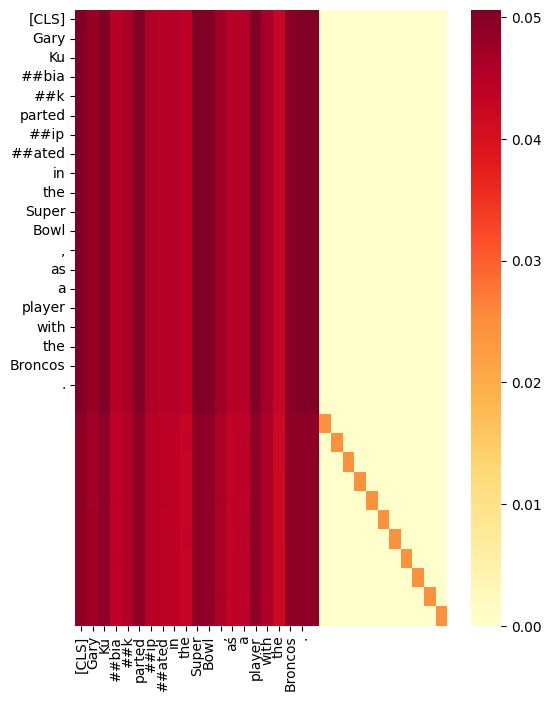 [CLS]
Gary
Ku
##bia
##k
parted
##ip
##ated
in
the
Super
Bowl
,
as
a
player
with
the
Broncos
.
0.05
0.04
0.03
0.02
0.01
0.00
[CLS]
Gary
Ku
##bia
##k
parted
##ip
##ated
in
the
Super
Bowl
,
as
a
player
with
the
Broncos
.